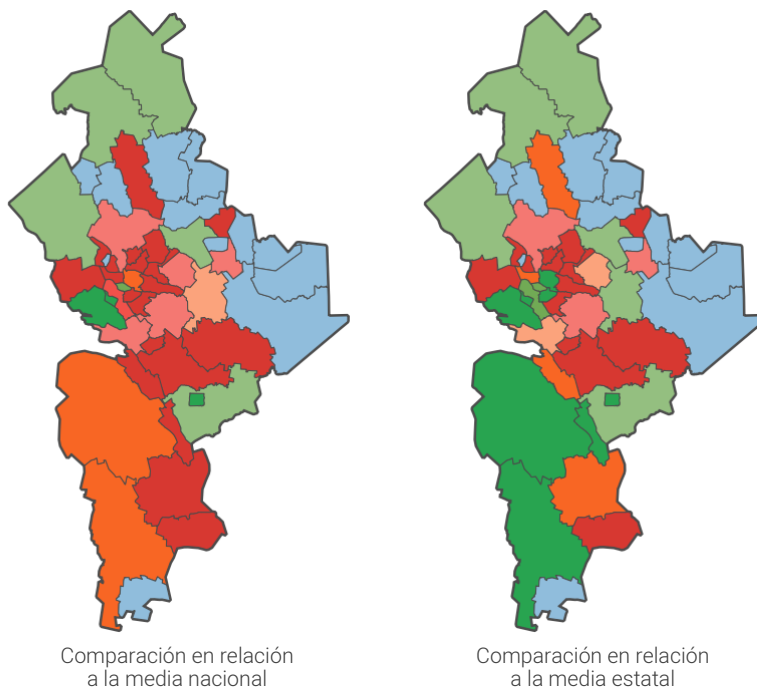 Comparación en relación
a la media nacional
Comparación en relación
a la media estatal